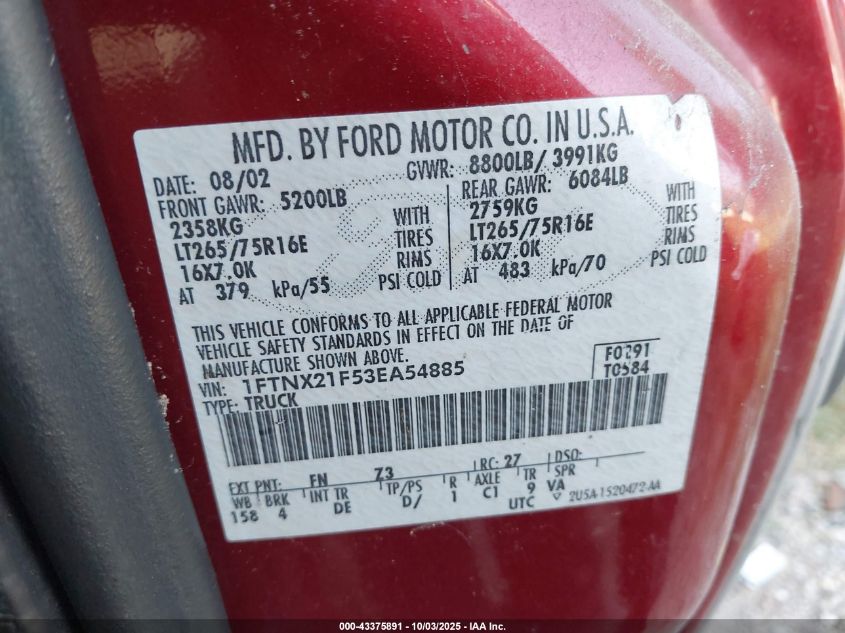 MFD. BY FORD MOTOR CO. IN U.S.A.
DATE: 08/02 GVWR: 8800LB/ 3991KG
FRONT GAWR: 5200LB REAR GAWR: 6084LB
2358KG WITH 2759KG WITH
LT265/75R16E TIRES LT265/75R16E TIRES
16X7.0K RIMS 16X7.0K RIMS
AT 379 kPa/55 PSI COLD AT 483 kPa/70 PSI COLD
THIS VEHICLE CONFORMS TO ALL APPLICABLE FEDERAL MOTOR
VEHICLE SAFETY STANDARDS IN EFFECT ON THE DATE OF
MANUFACTURE SHOWN ABOVE.
VIN: 1FTNX21F53EA54885 F0291
TYPE: TRUCK T0584
EXT PNT: FN Z3 RC: 27 DSO:
WB BRK INT TR TP/PS R AXLE TR SPR
158 4 DE D/ 1 C1 9 VA
UTC 2U5A-1520472-AA
000-43375891 - 10/03/2025 - IAA Inc.